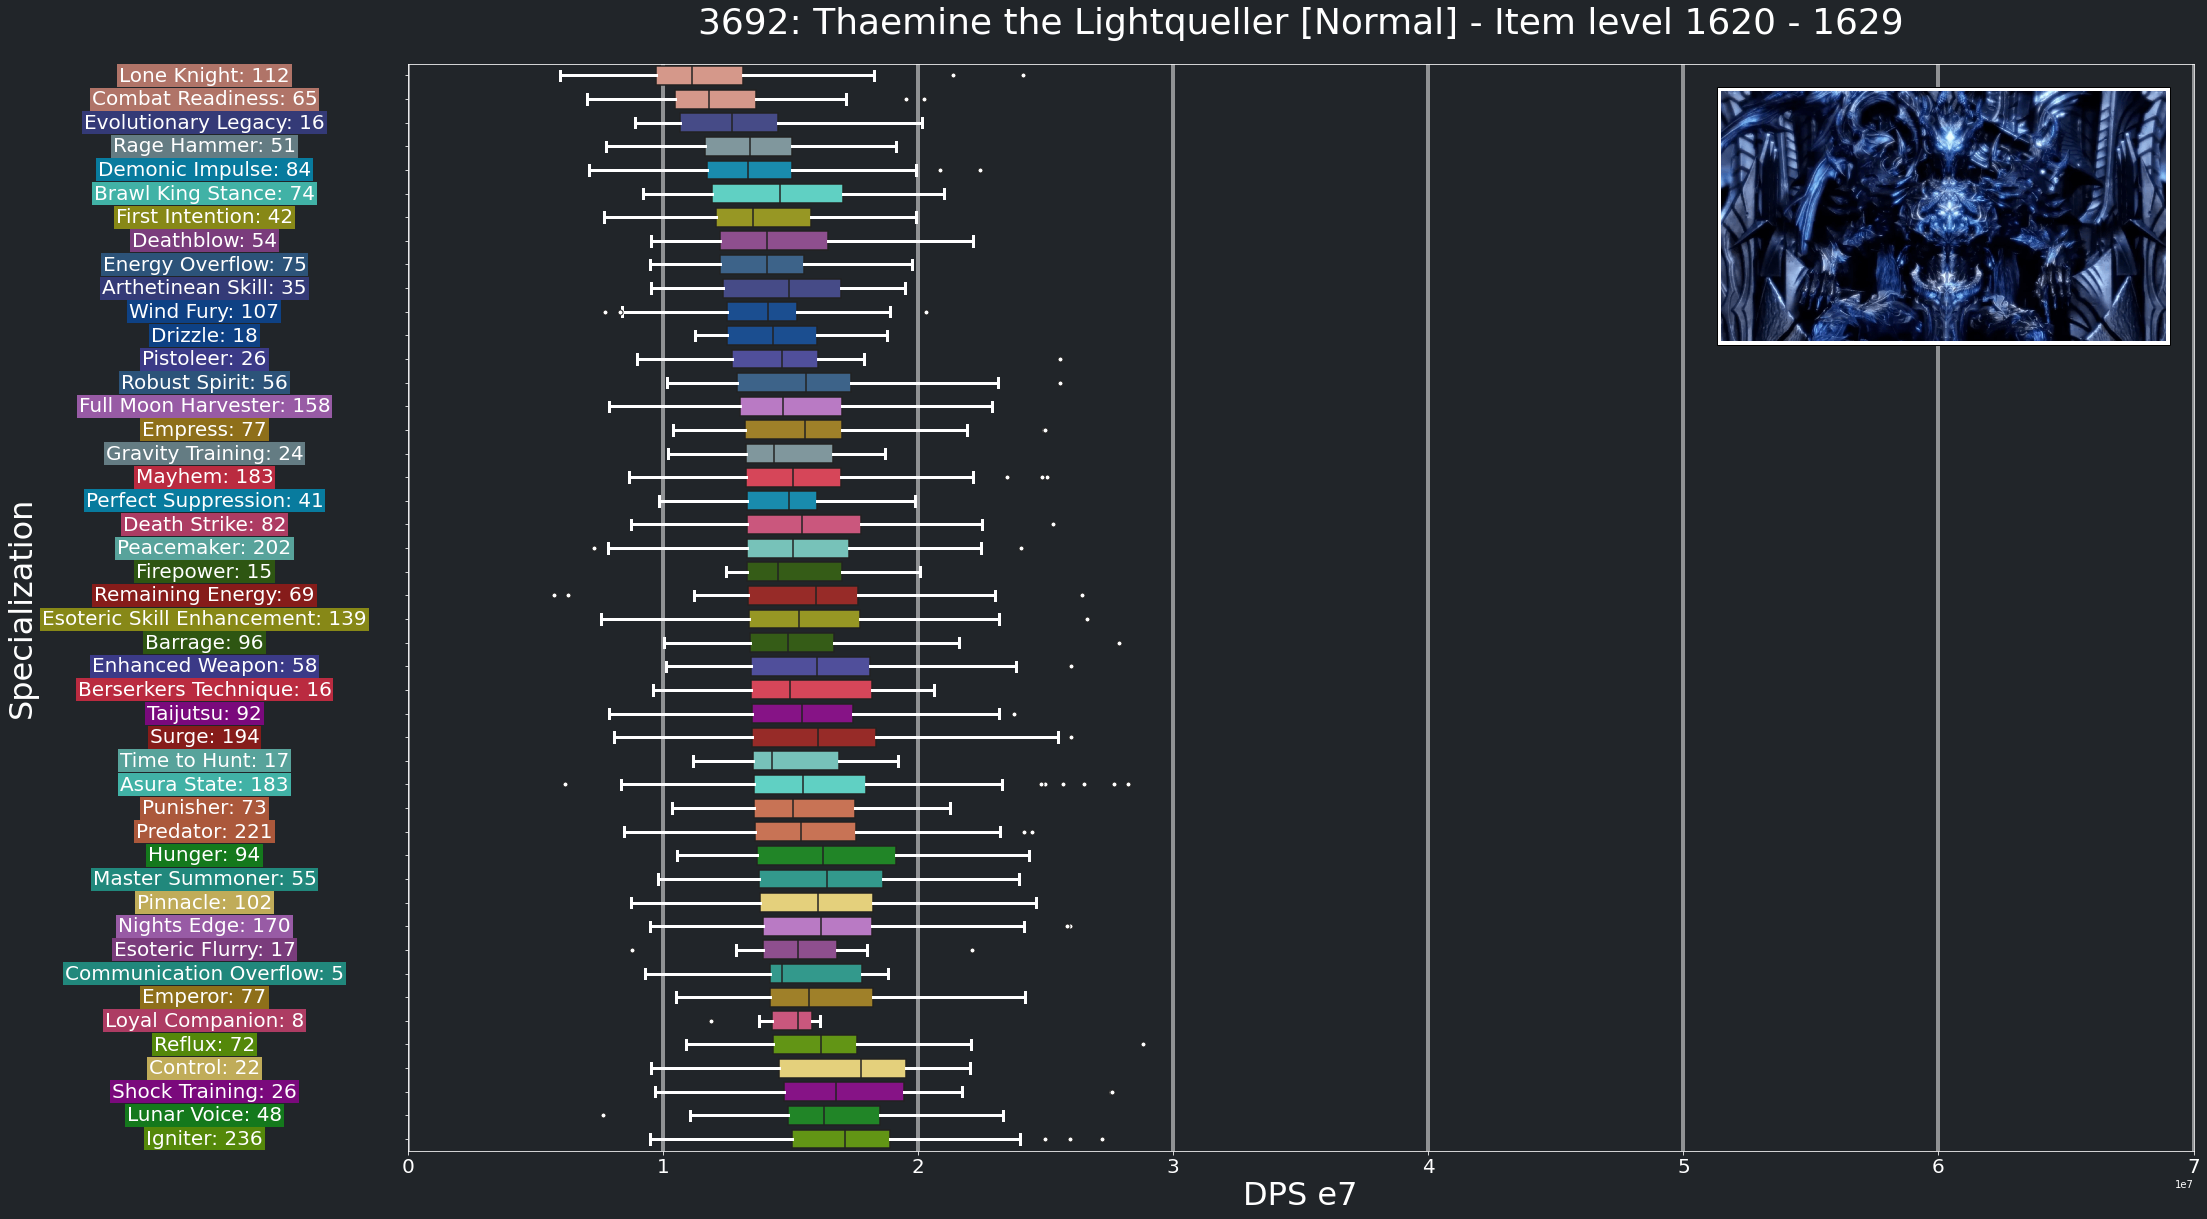 3692: Thaemine the Lightqueller [Normal] - Item level 1620 - 1629
Specialization
Lone Knight: 112
Combat Readiness: 65
Evolutionary Legacy: 16
Rage Hammer: 51
Demonic Impulse: 84
Brawl King Stance: 74
First Intention: 42
Deathblow: 54
Energy Overflow: 75
Arthetinean Skill: 35
Wind Fury: 107
Drizzle: 18
Pistoleer: 26
Robust Spirit: 56
Full Moon Harvester: 158
Empress: 77
Gravity Training: 24
Mayhem: 183
Perfect Suppression: 41
Death Strike: 82
Peacemaker: 202
Firepower: 15
Remaining Energy: 69
Esoteric Skill Enhancement: 139
Barrage: 96
Enhanced Weapon: 58
Berserkers Technique: 16
Taijutsu: 92
Surge: 194
Time to Hunt: 17
Asura State: 183
Punisher: 73
Predator: 221
Hunger: 94
Master Summoner: 55
Pinnacle: 102
Nights Edge: 170
Esoteric Flurry: 17
Communication Overflow: 5
Emperor: 77
Loyal Companion: 8
Reflux: 72
Control: 22
Shock Training: 26
Lunar Voice: 48
Igniter: 236
0 1 2 3 4 5 6 7
1e7
DPS e7